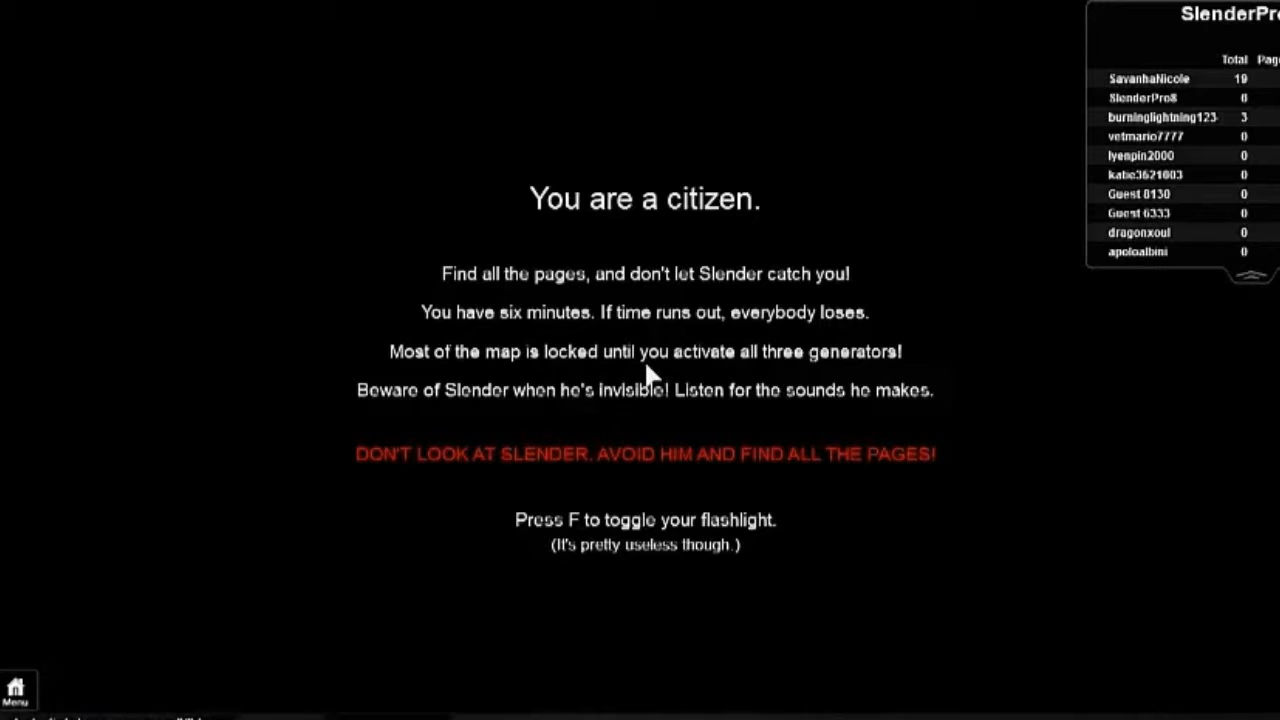 SlenderPro
Total Page
SavanhaNicole 19
SlenderPro8 0
burninglightning123 3
vetmario7777 0
lyenpin2000 0
katie3621603 0
Guest 8130 0
Guest 6333 0
dragonxoul 0
apoloalbini 0
You are a citizen.
Find all the pages, and don't let Slender catch you!
You have six minutes. If time runs out, everybody loses.
Most of the map is locked until you activate all three generators!
Beware of Slender when he's invisible! Listen for the sounds he makes.
DON'T LOOK AT SLENDER. AVOID HIM AND FIND ALL THE PAGES!
Press F to toggle your flashlight.
(It's pretty useless though.)
Menu